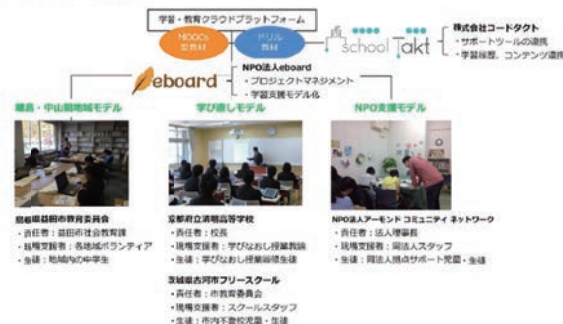 学習・教育クラウドプラットフォーム
MOOCs
型教材
ドリル
教材
school Takt
株式会社コードタクト
・サポートツールの連携
・学習履歴、コンテンツ連携
eboard
NPO法人eboard
・プロジェクトマネジメント
・学習支援モデル化
離島・中山間地域モデル
学び直しモデル
NPO支援モデル
島根県益田市教育委員会
・責任者：益田市社会教育課
・現場支援者：各地域ボランティア
・生徒：地域内の中学生
京都府立清明高等学校
・責任者：校長
・現場支援者：学びなおし授業教諭
・生徒：学びなおし授業履修生徒
茨城県古河市フリースクール
・責任者：市教育委員会
・現場支援者：スクールスタッフ
・生徒：市内不登校児童・生徒
NPO法人アーモンド コミュニティ ネットワーク
・責任者：法人理事長
・現場支援者：同法人スタッフ
・生徒：同法人拠点サポート児童・生徒